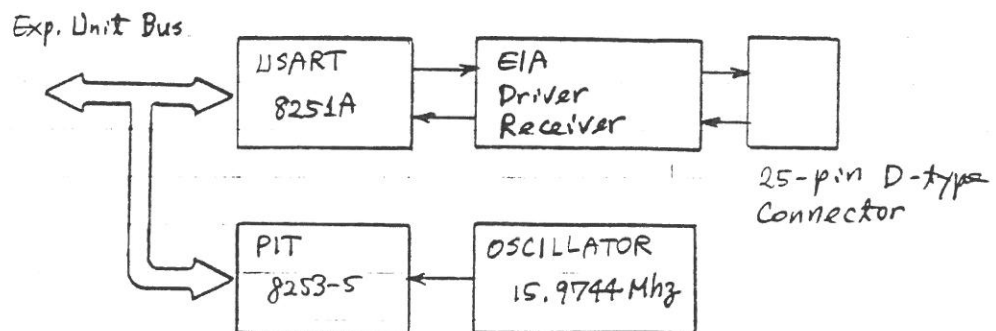 Exp. Unit Bus
USART
8251A
EIA
Driver
Receiver
25-pin D-type
Connector
PIT
8253-5
OSCILLATOR
15.9744 Mhz